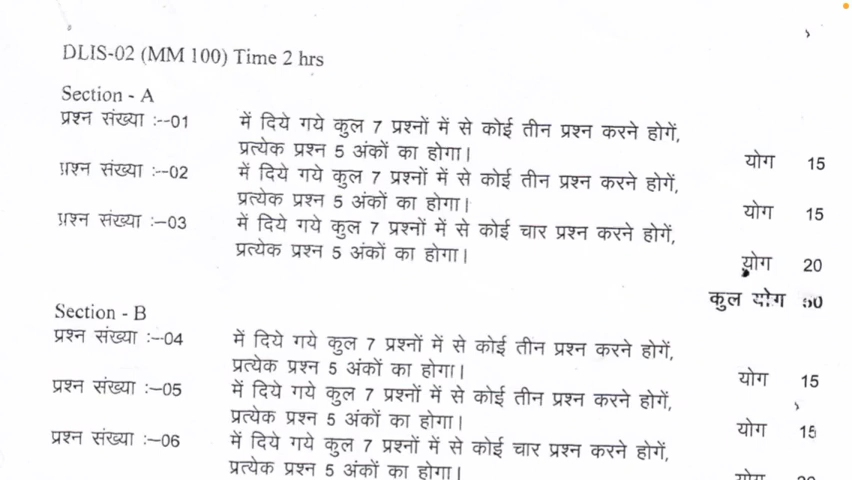 DLIS-02 (MM 100) Time 2 hrs
Section - A
प्रश्न संख्या :--01 में दिये गये कुल 7 प्रश्नों में से कोई तीन प्रश्न करने होगें,
प्रत्येक प्रश्न 5 अंकों का होगा। योग 15
प्रश्न संख्या :--02 में दिये गये कुल 7 प्रश्नों में से कोई तीन प्रश्न करने होगें,
प्रत्येक प्रश्न 5 अंकों का होगा। योग 15
प्रश्न संख्या :–03 में दिये गये कुल 7 प्रश्नों में से कोई चार प्रश्न करने होगें,
प्रत्येक प्रश्न 5 अंकों का होगा। योग 20
कुल योग 50
Section - B
प्रश्न संख्या :–04 में दिये गये कुल 7 प्रश्नों में से कोई तीन प्रश्न करने होगें,
प्रत्येक प्रश्न 5 अंकों का होगा। योग 15
प्रश्न संख्या :–05 में दिये गये कुल 7 प्रश्नों में से कोई तीन प्रश्न करने होगें,
प्रत्येक प्रश्न 5 अंकों का होगा। योग 15
प्रश्न संख्या :–06 में दिये गये कुल 7 प्रश्नों में से कोई चार प्रश्न करने होगें,
प्रत्येक प्रश्न 5 अंकों का होगा। योग 20